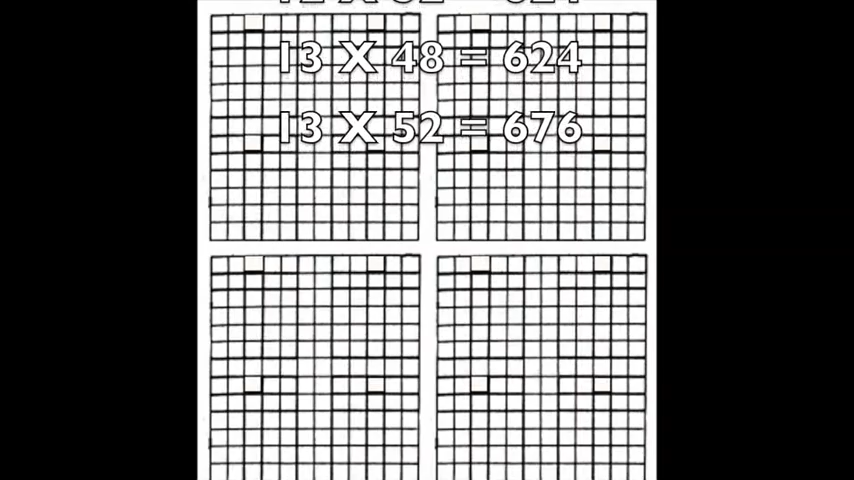 13 X 48 = 624
13 X 52 = 676